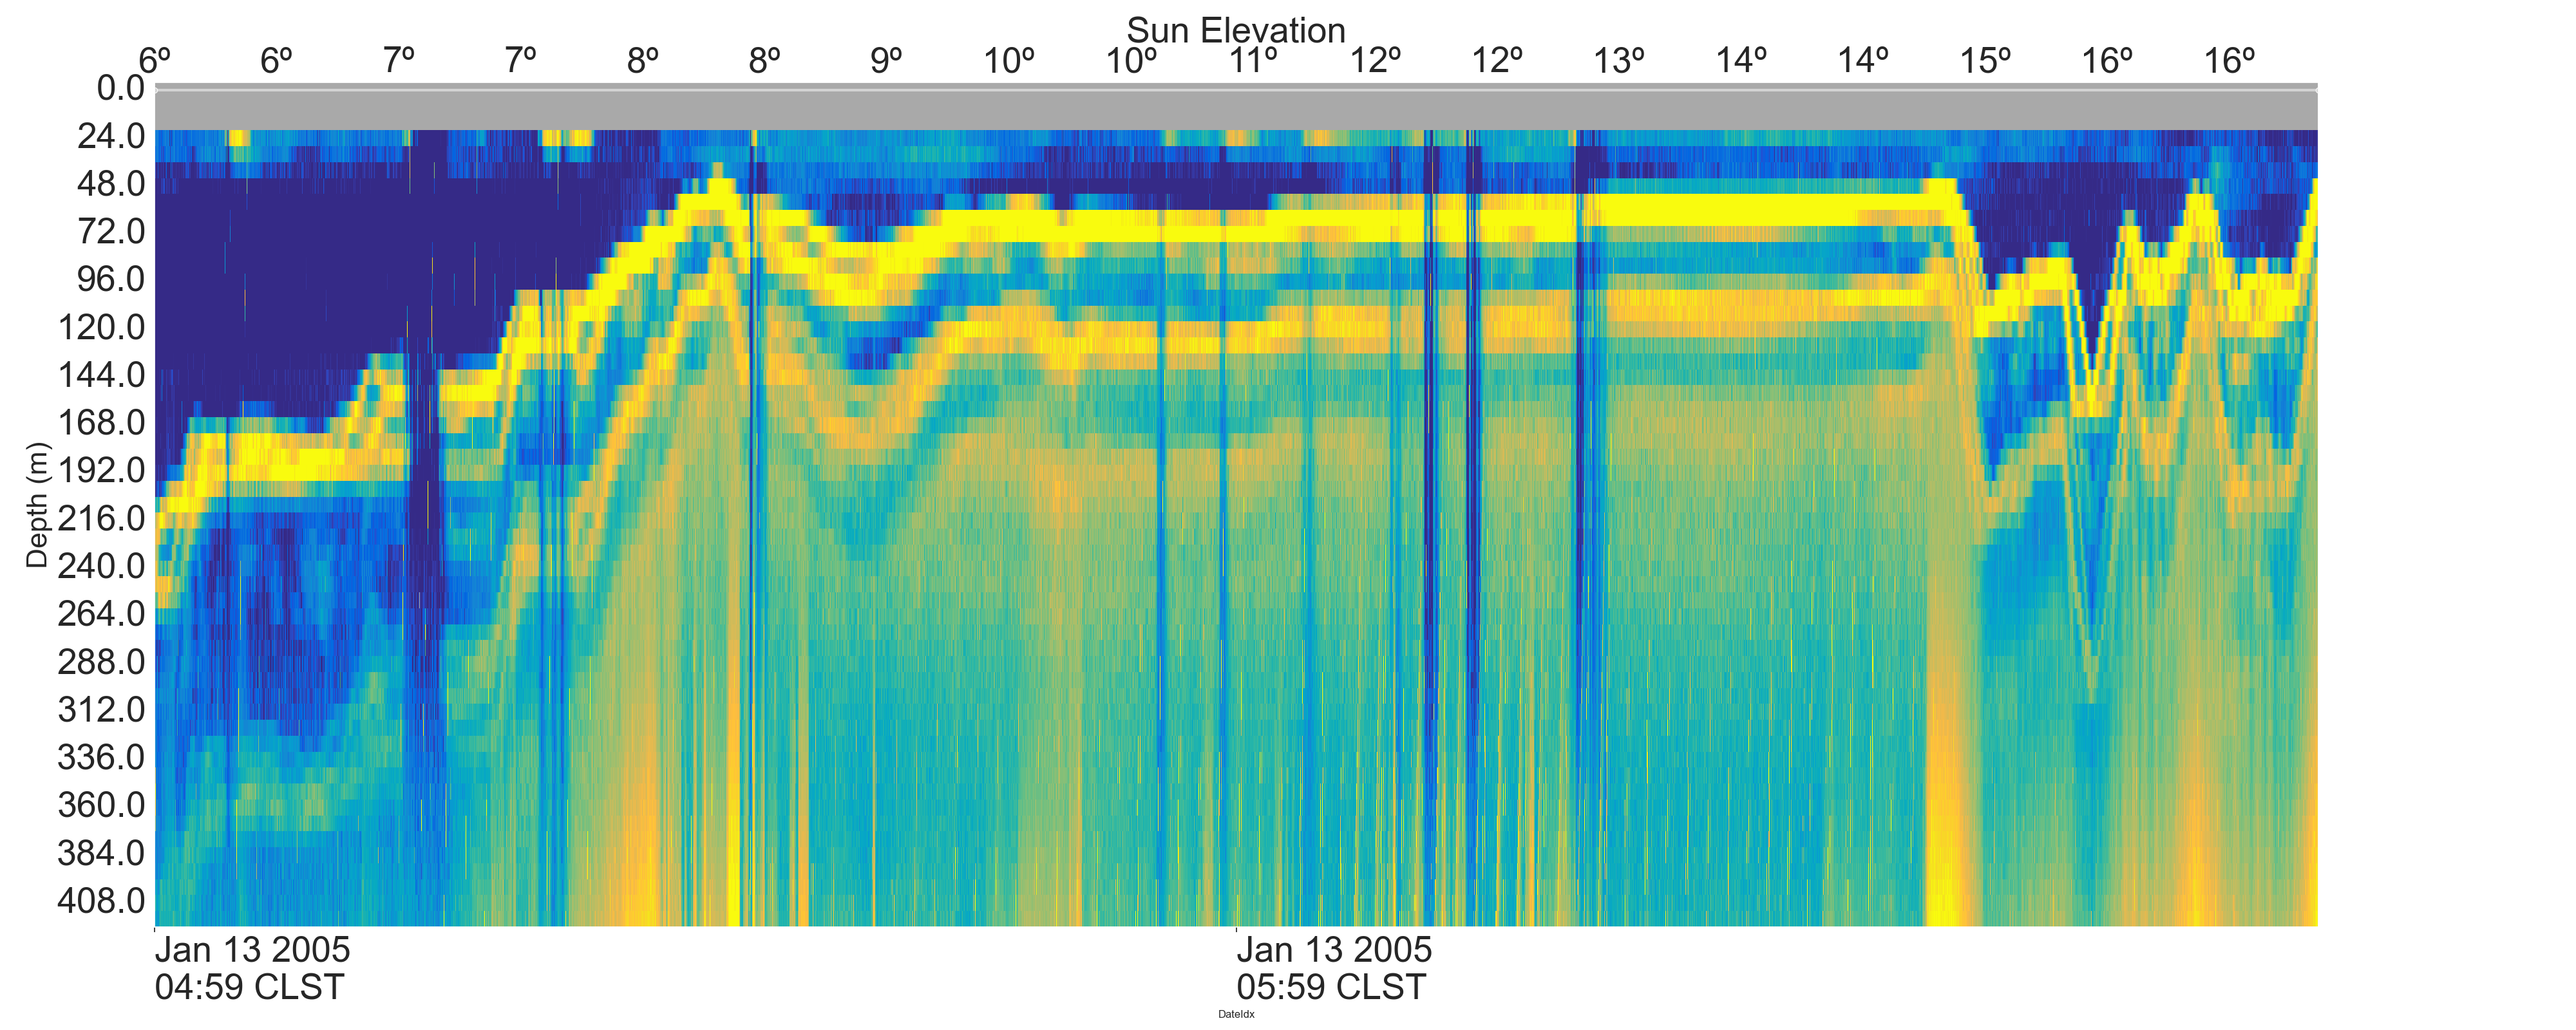 Sun Elevation
6º 6º 7º 7º 8º 8º 9º 10º 10º 11º 12º 12º 13º 14º 14º 15º 16º 16º
0.0
24.0
48.0
72.0
96.0
120.0
144.0
168.0
192.0
216.0
240.0
264.0
288.0
312.0
336.0
360.0
384.0
408.0
Depth (m)
Jan 13 2005
04:59 CLST
Jan 13 2005
05:59 CLST
DateIdx